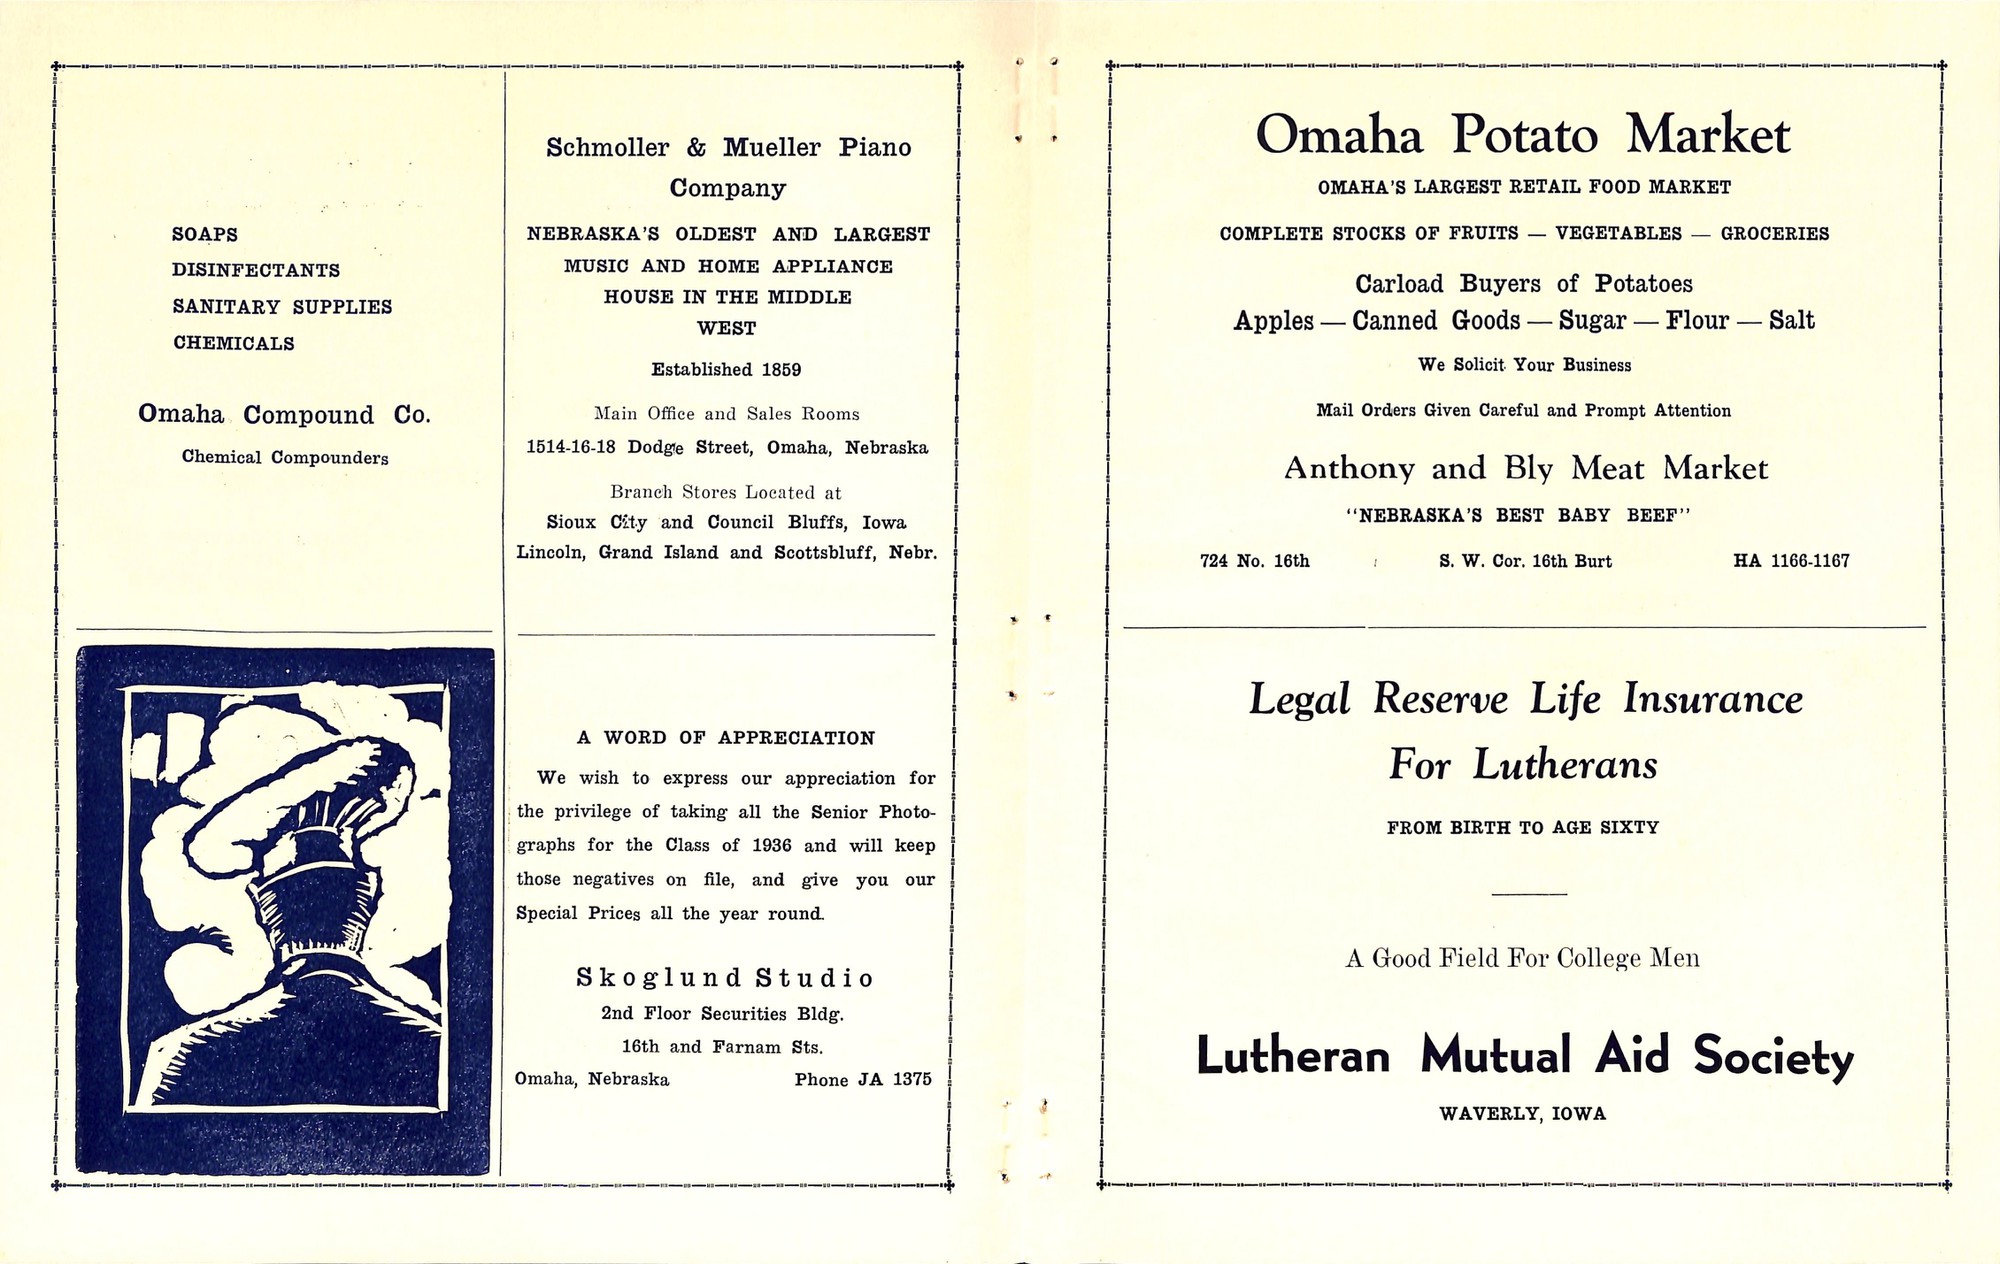 SOAPS
DISINFECTANTS
SANITARY SUPPLIES
CHEMICALS
Omaha Compound Co.
Chemical Compounders
Schmoller & Mueller Piano
Company
NEBRASKA'S OLDEST AND LARGEST
MUSIC AND HOME APPLIANCE
HOUSE IN THE MIDDLE
WEST
Established 1859
Main Office and Sales Rooms
1514-16-18 Dodge Street, Omaha, Nebraska
Branch Stores Located at
Sioux City and Council Bluffs, Iowa
Lincoln, Grand Island and Scottsbluff, Nebr.
A WORD OF APPRECIATION
We wish to express our appreciation for
the privilege of taking all the Senior Photo-
graphs for the Class of 1936 and will keep
those negatives on file, and give you our
Special Prices all the year round.
Skoglund Studio
2nd Floor Securities Bldg.
16th and Farnam Sts.
Omaha, Nebraska Phone JA 1375
Omaha Potato Market
OMAHA'S LARGEST RETAIL FOOD MARKET
COMPLETE STOCKS OF FRUITS — VEGETABLES — GROCERIES
Carload Buyers of Potatoes
Apples — Canned Goods — Sugar — Flour — Salt
We Solicit Your Business
Mail Orders Given Careful and Prompt Attention
Anthony and Bly Meat Market
"NEBRASKA'S BEST BABY BEEF"
724 No. 16th S. W. Cor. 16th Burt HA 1166-1167
Legal Reserve Life Insurance
For Lutherans
FROM BIRTH TO AGE SIXTY
A Good Field For College Men
Lutheran Mutual Aid Society
WAVERLY, IOWA